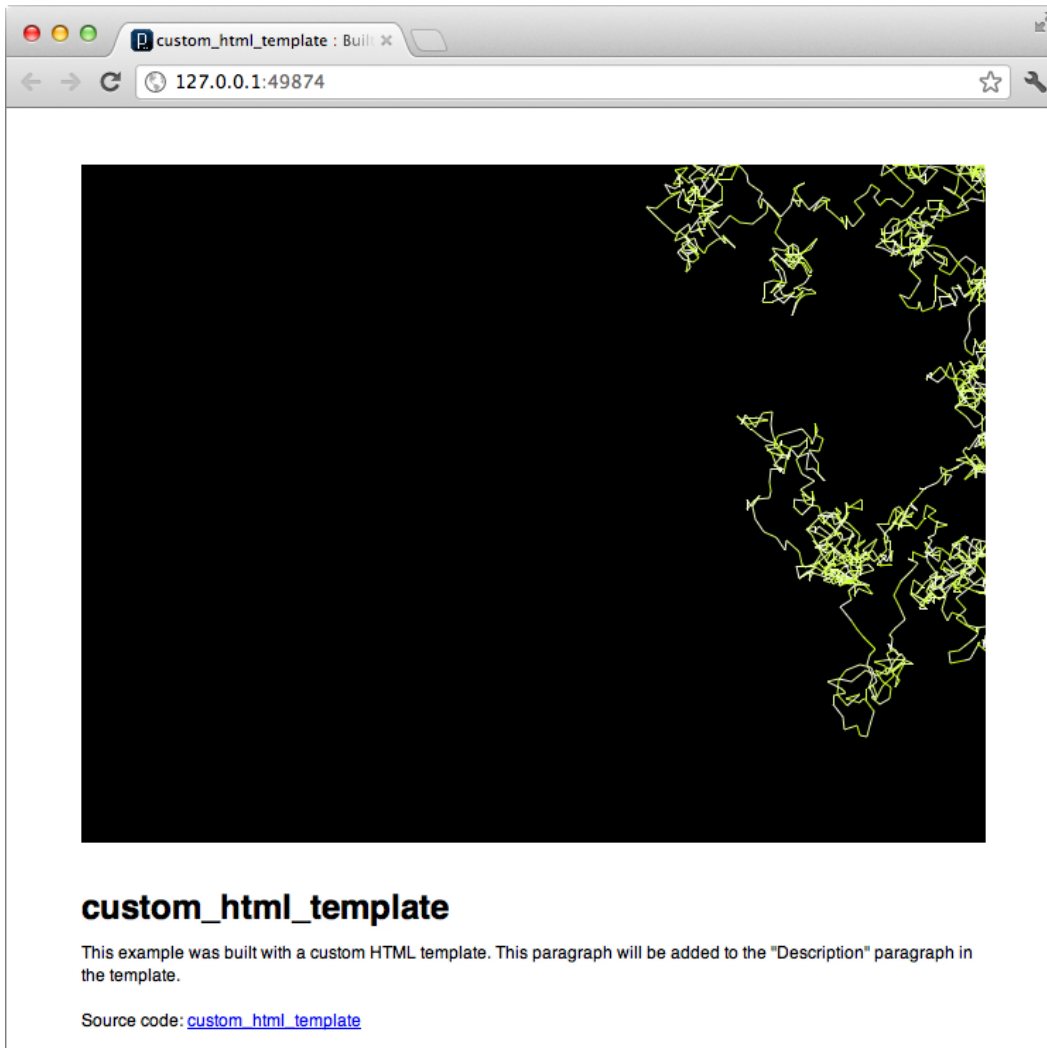 custom_html_template : Buil
127.0.0.1:49874
custom_html_template
This example was built with a custom HTML template. This paragraph will be added to the "Description" paragraph in
the template.
Source code: custom_html_template